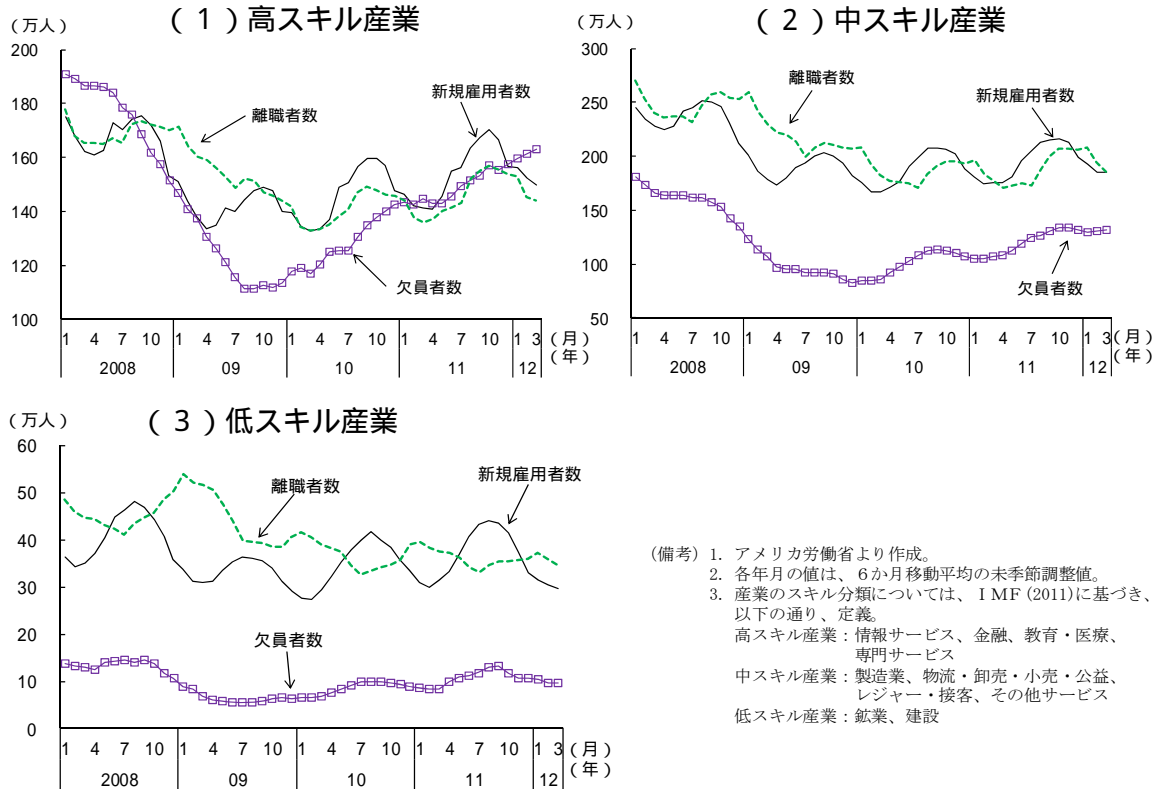 (１)高スキル産業
(万人)
200
180
160
140
120
100
離職者数
新規雇用者数
欠員者数
1 4 7 10 1 4 7 10 1 4 7 10 1 4 7 10 1 3 (月)
2008 09 10 11 12 (年)
(２)中スキル産業
(万人)
300
250
200
150
100
50
離職者数
新規雇用者数
欠員者数
1 4 7 10 1 4 7 10 1 4 7 10 1 4 7 10 1 3 (月)
2008 09 10 11 12 (年)
(３)低スキル産業
(万人)
60
50
40
30
20
10
0
離職者数
新規雇用者数
欠員者数
1 4 7 10 1 4 7 10 1 4 7 10 1 4 7 10 1 3 (月)
2008 09 10 11 12 (年)
(備考) 1. アメリカ労働省より作成。
2. 各年月の値は、６か月移動平均の未季節調整値。
3. 産業のスキル分類については、ＩＭＦ(2011)に基づき、
以下の通り、定義。
高スキル産業：情報サービス、金融、教育・医療、
専門サービス
中スキル産業：製造業、物流・卸売・小売・公益、
レジャー・接客、その他サービス
低スキル産業：鉱業、建設